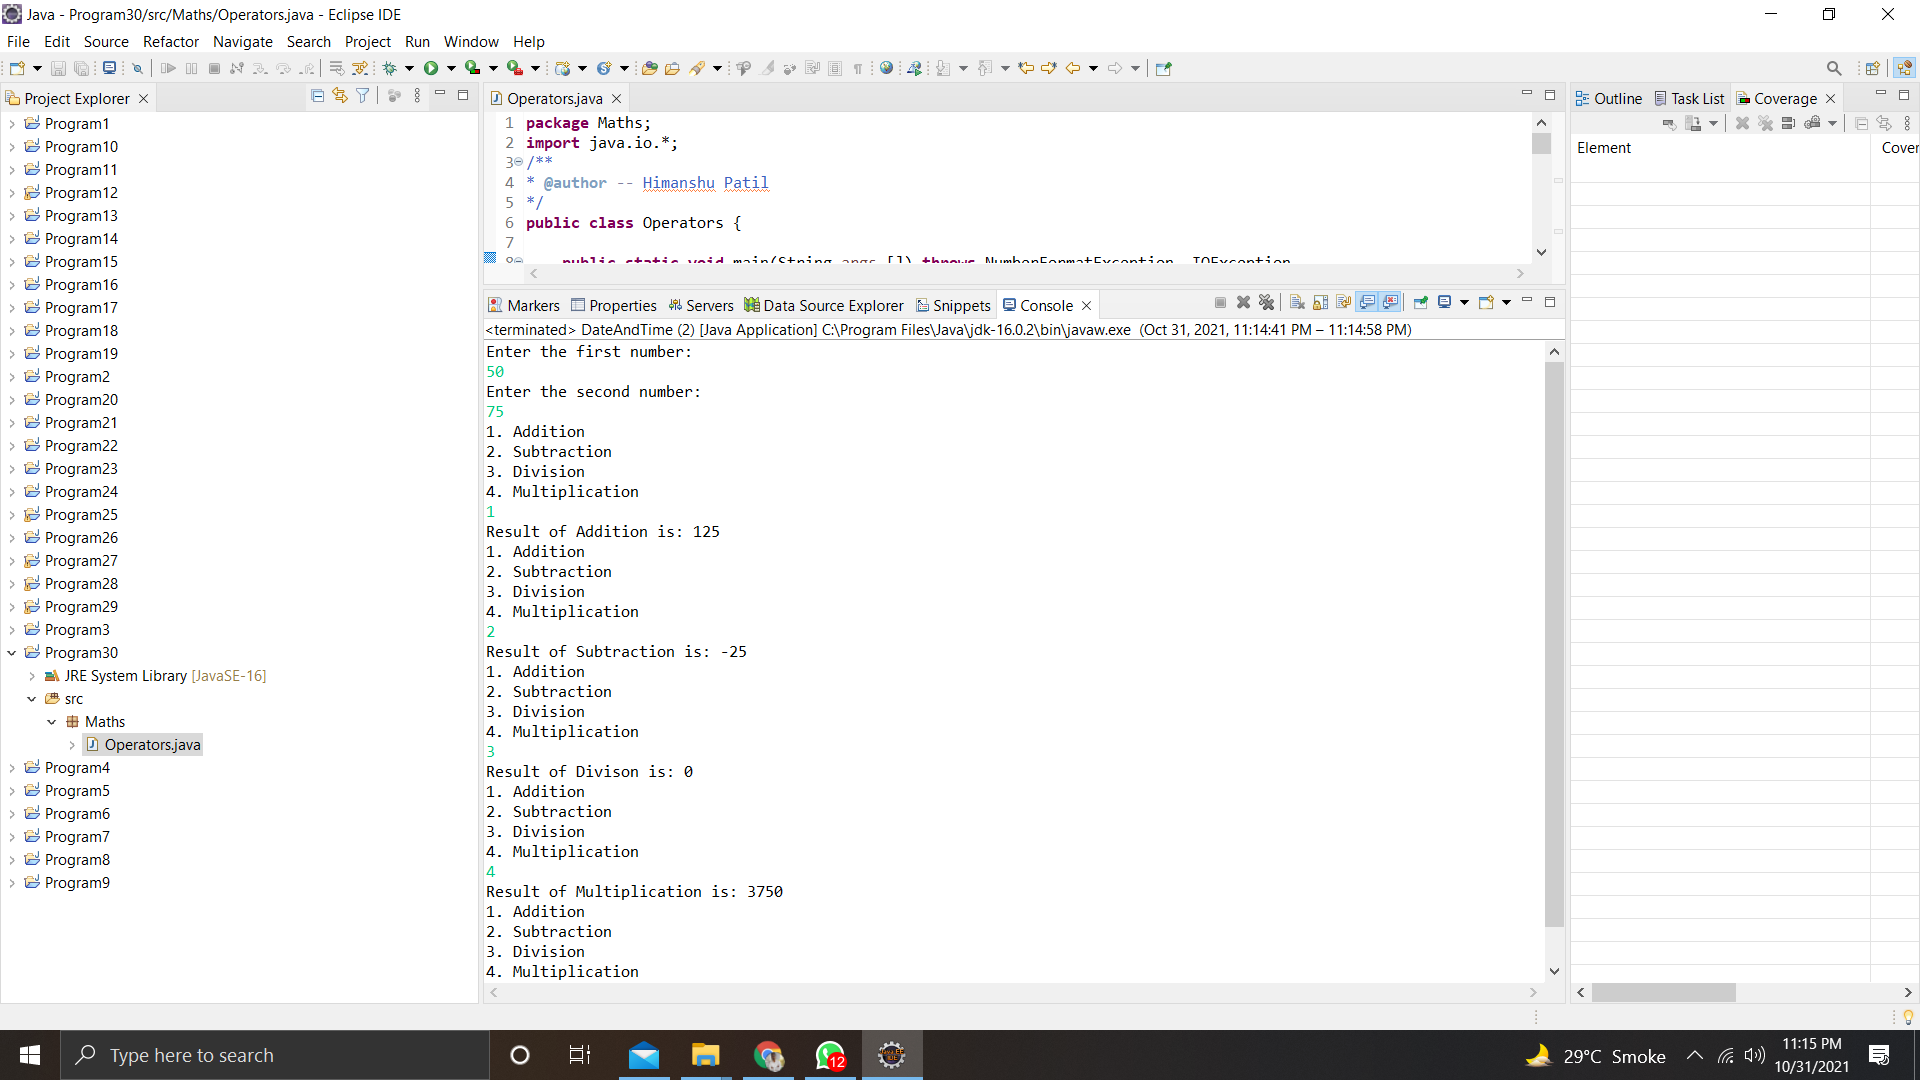 Java - Program30/src/Maths/Operators.java - Eclipse IDE
File Edit Source Refactor Navigate Search Project Run Window Help
Project Explorer
Program1
Program10
Program11
Program12
Program13
Program14
Program15
Program16
Program17
Program18
Program19
Program2
Program20
Program21
Program22
Program23
Program24
Program25
Program26
Program27
Program28
Program29
Program3
Program30
JRE System Library [JavaSE-16]
src
Maths
Operators.java
Program4
Program5
Program6
Program7
Program8
Program9
Operators.java
1 package Maths;
2 import java.io.*;
3 /**
4 * @author -- Himanshu Patil
5 */
6 public class Operators {
7
8 public static void main(String args []) throws NumberFormatException, IOException
Markers Properties Servers Data Source Explorer Snippets Console
<terminated> DateAndTime (2) [Java Application] C:\Program Files\Java\jdk-16.0.2\bin\javaw.exe (Oct 31, 2021, 11:14:41 PM – 11:14:58 PM)
Enter the first number:
50
Enter the second number:
75
1. Addition
2. Subtraction
3. Division
4. Multiplication
1
Result of Addition is: 125
1. Addition
2. Subtraction
3. Division
4. Multiplication
2
Result of Subtraction is: -25
1. Addition
2. Subtraction
3. Division
4. Multiplication
3
Result of Divison is: 0
1. Addition
2. Subtraction
3. Division
4. Multiplication
4
Result of Multiplication is: 3750
1. Addition
2. Subtraction
3. Division
4. Multiplication
Outline Task List Coverage
Element Cover
Type here to search
12
29°C Smoke
11:15 PM
10/31/2021